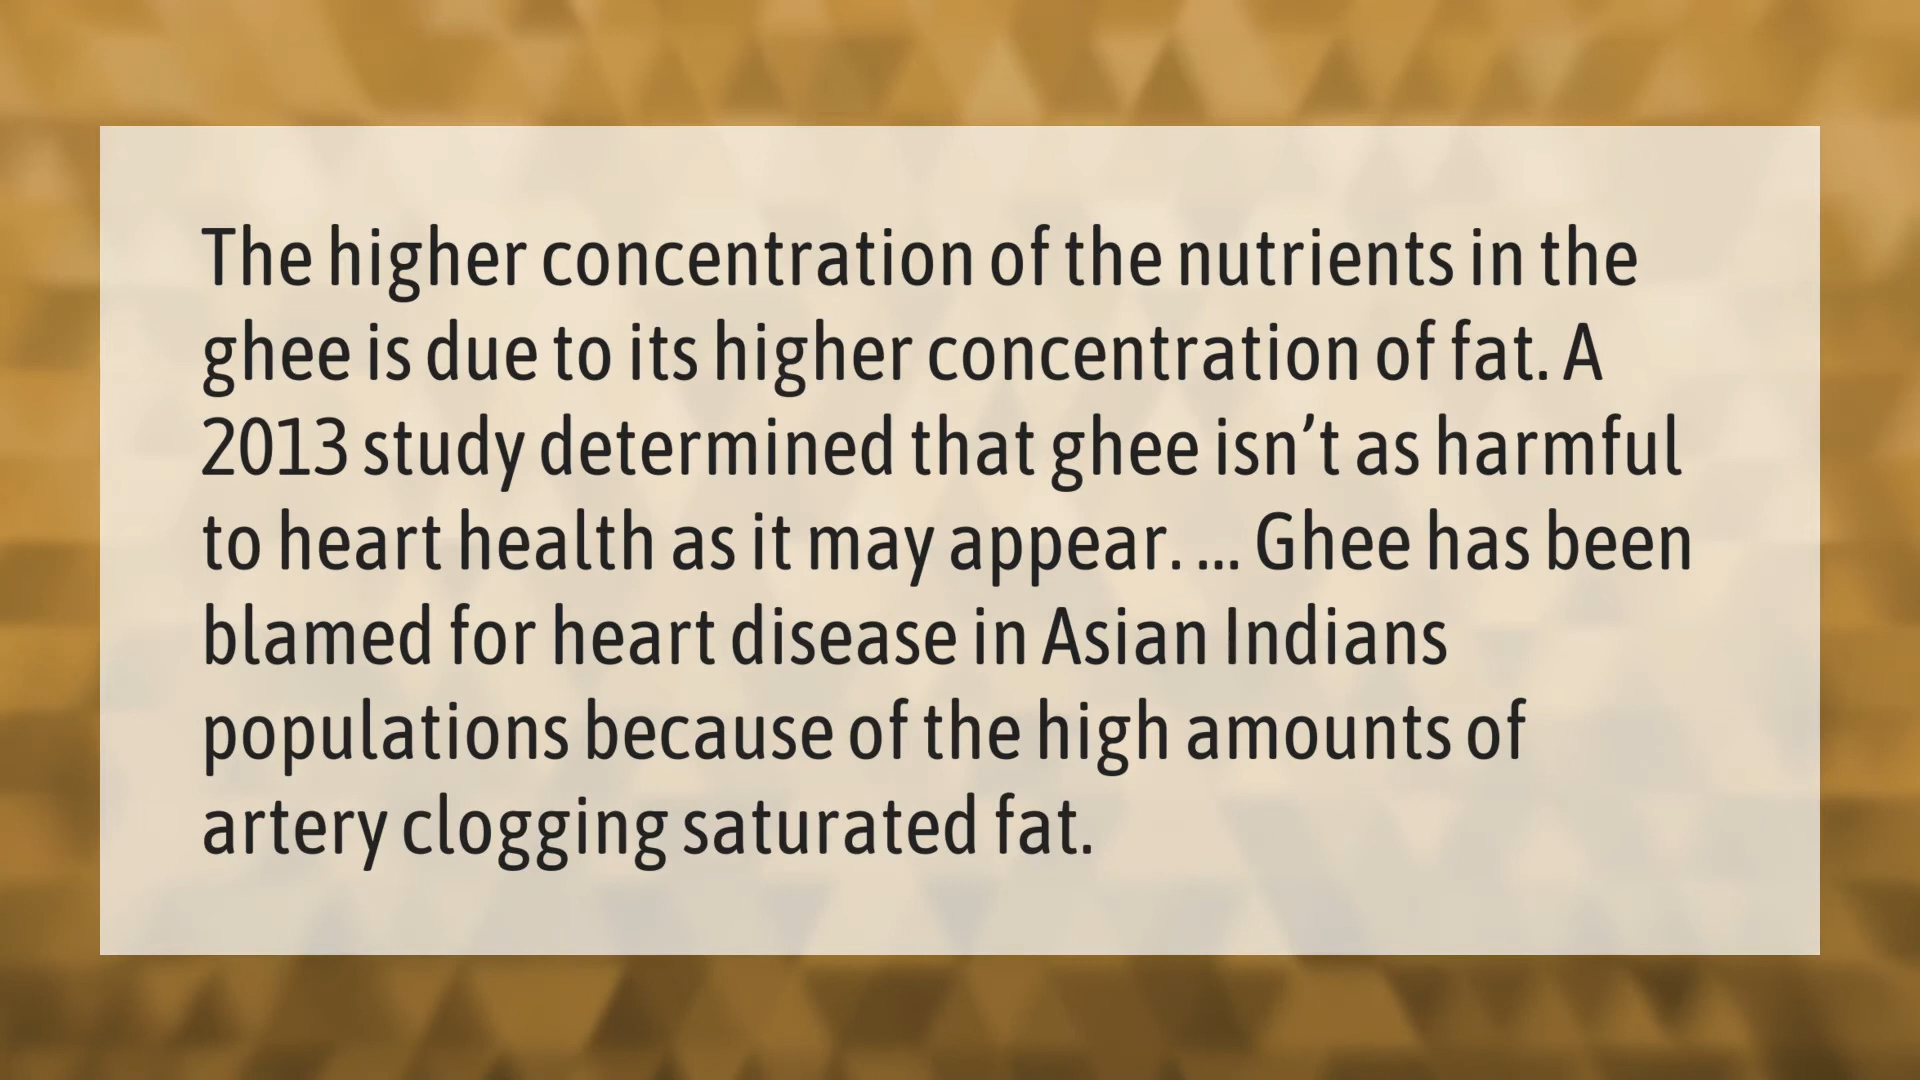 The higher concentration of the nutrients in the
ghee is due to its higher concentration of fat. A
2013 study determined that ghee isn’t as harmful
to heart health as it may appear. ... Ghee has been
blamed for heart disease in Asian Indians
populations because of the high amounts of
artery clogging saturated fat.